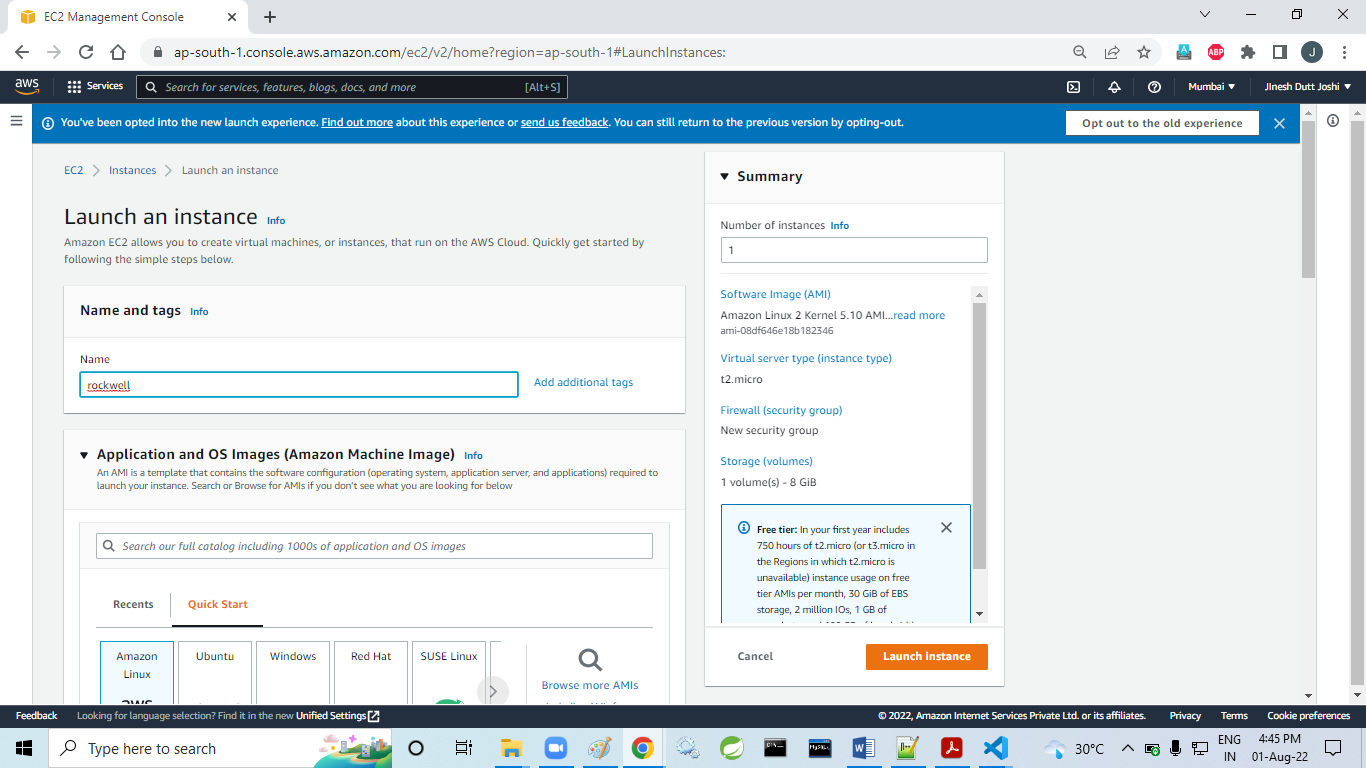 EC2 Management Console
ap-south-1.console.aws.amazon.com/ec2/v2/home?region=ap-south-1#LaunchInstances:
ABP
J
aws
Services
Search for services, features, blogs, docs, and more
[Alt+S]
Mumbai
JInesh Dutt Joshi
You've been opted into the new launch experience. Find out more about this experience or send us feedback. You can still return to the previous version by opting-out.
Opt out to the old experience
EC2
Instances
Launch an instance
Launch an instance Info
Amazon EC2 allows you to create virtual machines, or instances, that run on the AWS Cloud. Quickly get started by
following the simple steps below.
Name and tags Info
Name
rockwell
Add additional tags
Application and OS Images (Amazon Machine Image) Info
An AMI is a template that contains the software configuration (operating system, application server, and applications) required to
launch your instance. Search or Browse for AMIs if you don't see what you are looking for below
Search our full catalog including 1000s of application and OS images
Recents
Quick Start
Amazon
Linux
aws
Ubuntu
Windows
Red Hat
SUSE Linux
Browse more AMIs
Summary
Number of instances Info
1
Software Image (AMI)
Amazon Linux 2 Kernel 5.10 AMI...read more
ami-08df646e18b182346
Virtual server type (instance type)
t2.micro
Firewall (security group)
New security group
Storage (volumes)
1 volume(s) - 8 GiB
Free tier: In your first year includes
750 hours of t2.micro (or t3.micro in
the Regions in which t2.micro is
unavailable) instance usage on free
tier AMIs per month, 30 GiB of EBS
storage, 2 million IOs, 1 GB of
Cancel
Launch instance
Feedback
Looking for language selection? Find it in the new Unified Settings
© 2022, Amazon Internet Services Private Ltd. or its affiliates.
Privacy
Terms
Cookie preferences
Type here to search
30°C
ENG
IN
4:45 PM
01-Aug-22